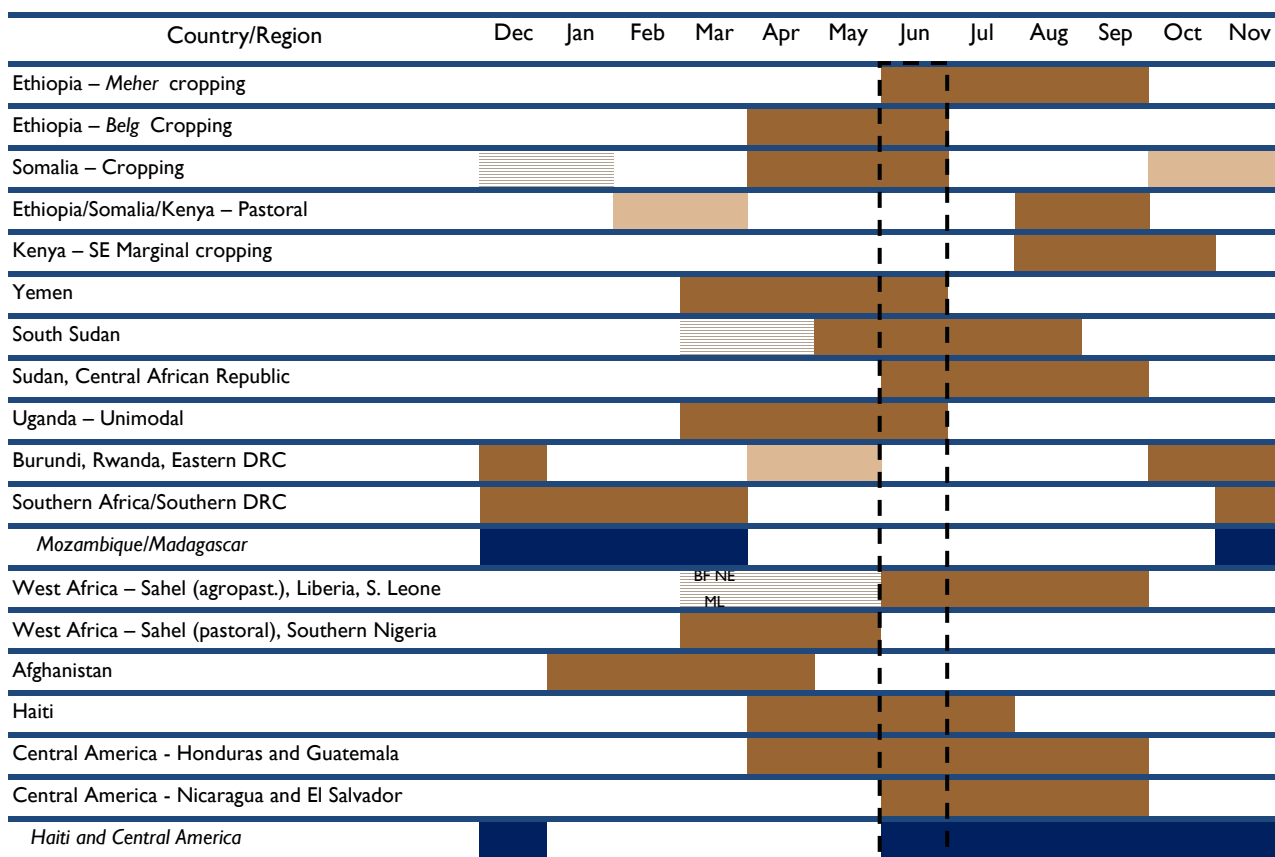 Country/Region Dec Jan Feb Mar Apr May Jun Jul Aug Sep Oct Nov
Ethiopia – Meher cropping
Ethiopia – Belg Cropping
Somalia – Cropping
Ethiopia/Somalia/Kenya – Pastoral
Kenya – SE Marginal cropping
Yemen
South Sudan
Sudan, Central African Republic
Uganda – Unimodal
Burundi, Rwanda, Eastern DRC
Southern Africa/Southern DRC
Mozambique/Madagascar
West Africa – Sahel (agropast.), Liberia, S. Leone
BF NE
ML
West Africa – Sahel (pastoral), Southern Nigeria
Afghanistan
Haiti
Central America - Honduras and Guatemala
Central America - Nicaragua and El Salvador
Haiti and Central America